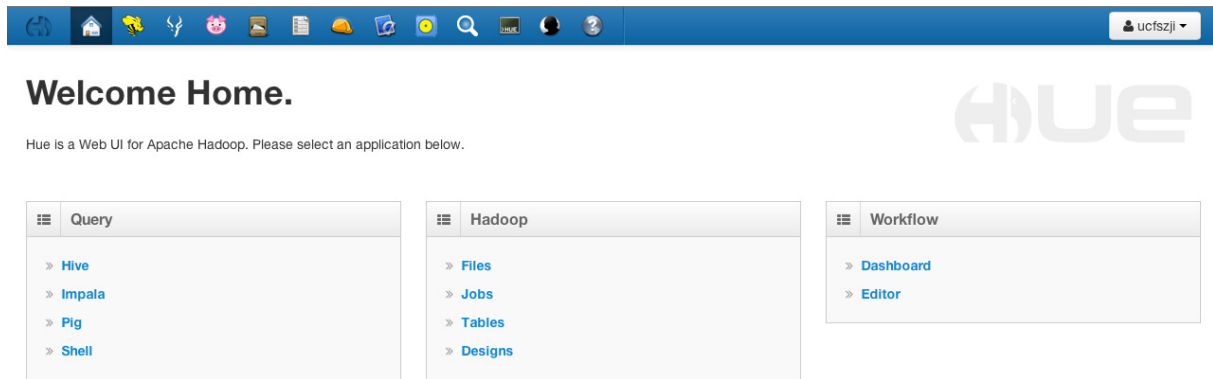 ucfszji
Welcome Home.
HUE
Hue is a Web UI for Apache Hadoop. Please select an application below.
Query
Hive
Impala
Pig
Shell
Hadoop
Files
Jobs
Tables
Designs
Workflow
Dashboard
Editor